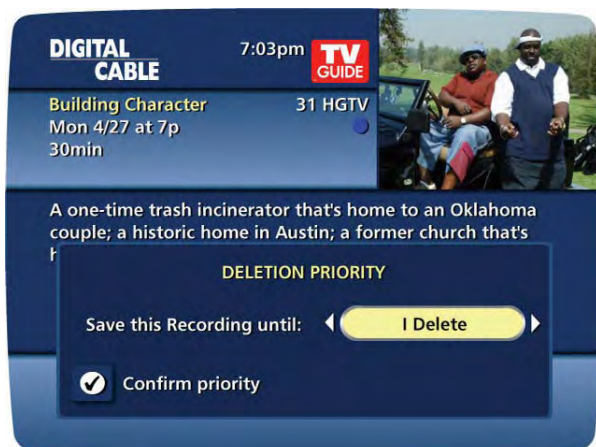 DIGITAL
CABLE
7:03pm
TV
GUIDE
Building Character
31 HGTV
Mon 4/27 at 7p
30min
A one-time trash incinerator that's home to an Oklahoma
couple; a historic home in Austin; a former church that's
DELETION PRIORITY
Save this Recording until:
I Delete
Confirm priority